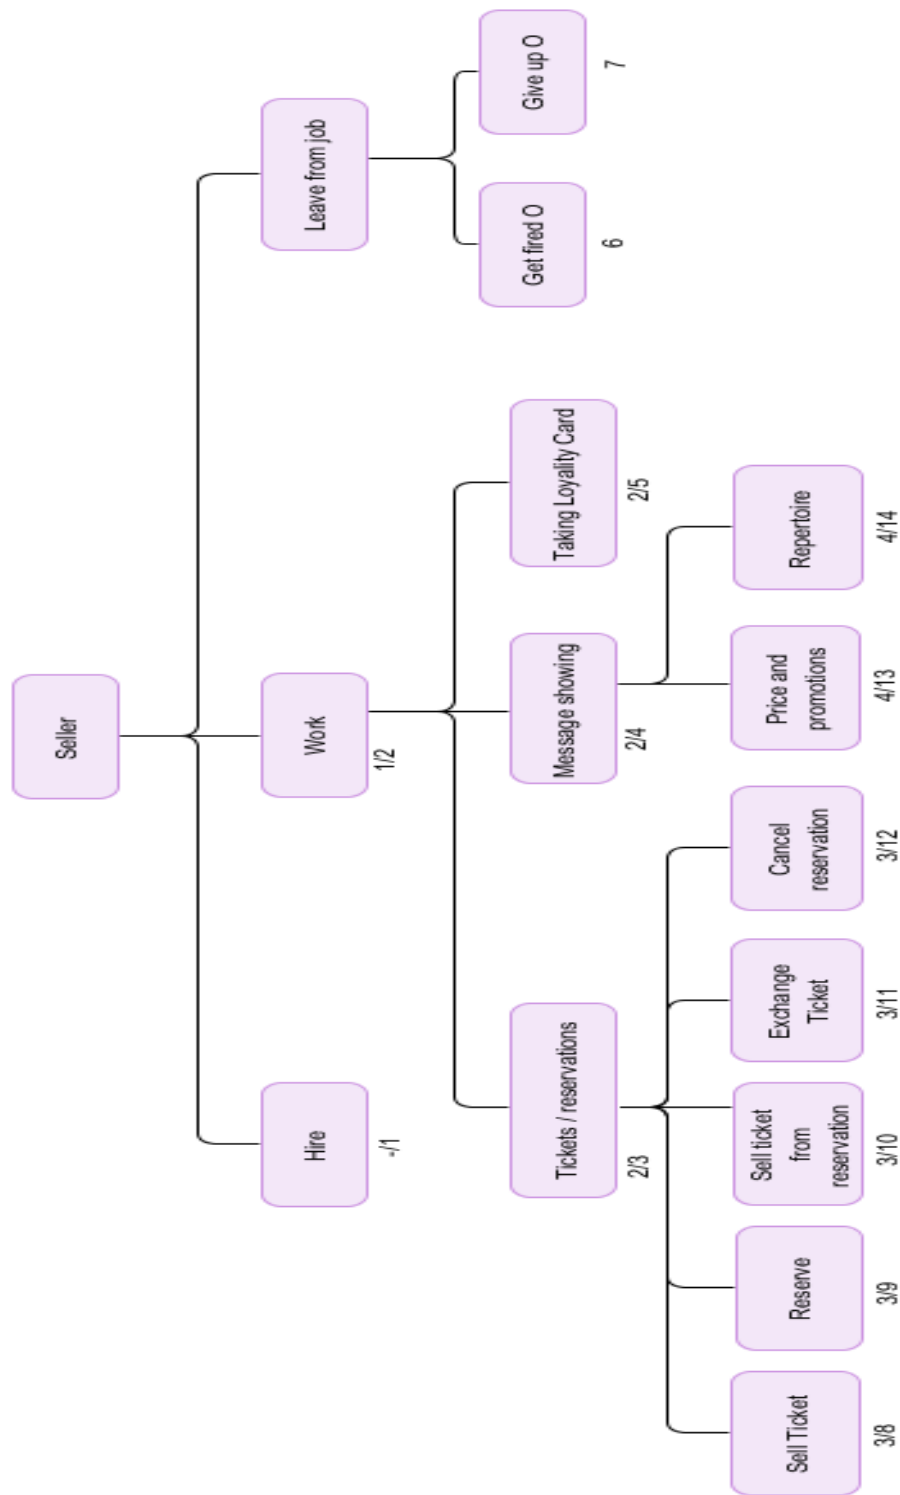 Seller
Hire
-/1
Work
1/2
Leave from job
Tickets / reservations
2/3
Message showing
2/4
Taking Loyality Card
2/5
Get fired O
6
Give up O
7
Sell Ticket
3/8
Reserve
3/9
Sell ticket
from
reservation
3/10
Exchange
Ticket
3/11
Cancel
reservation
3/12
Price and
promotions
4/13
Repertoire
4/14